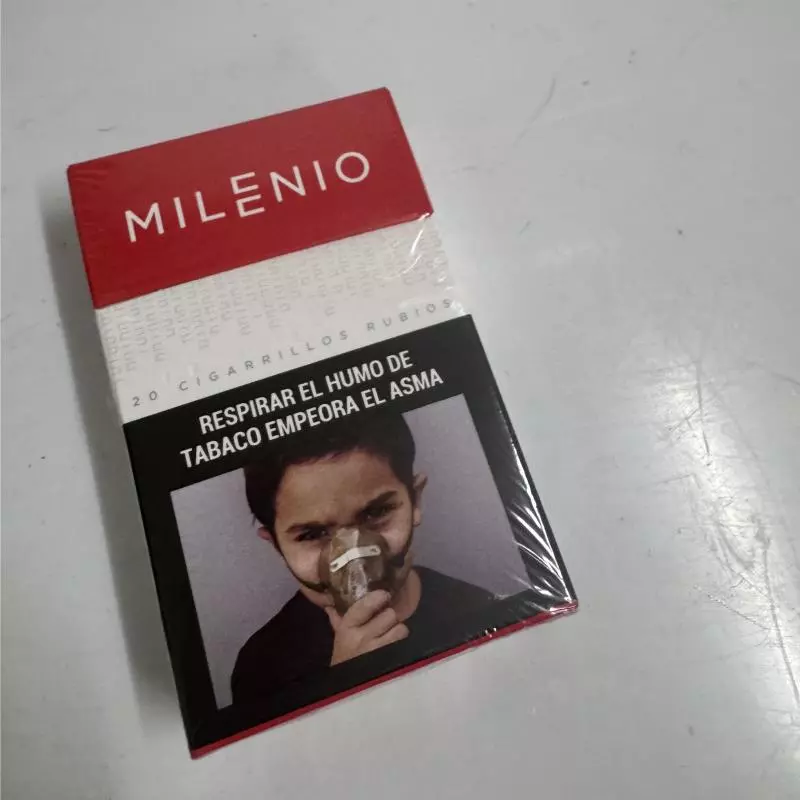 MILENIO
20 CIGARRILLOS RUBIOS
RESPIRAR EL HUMO DE
TABACO EMPEORA EL ASMA